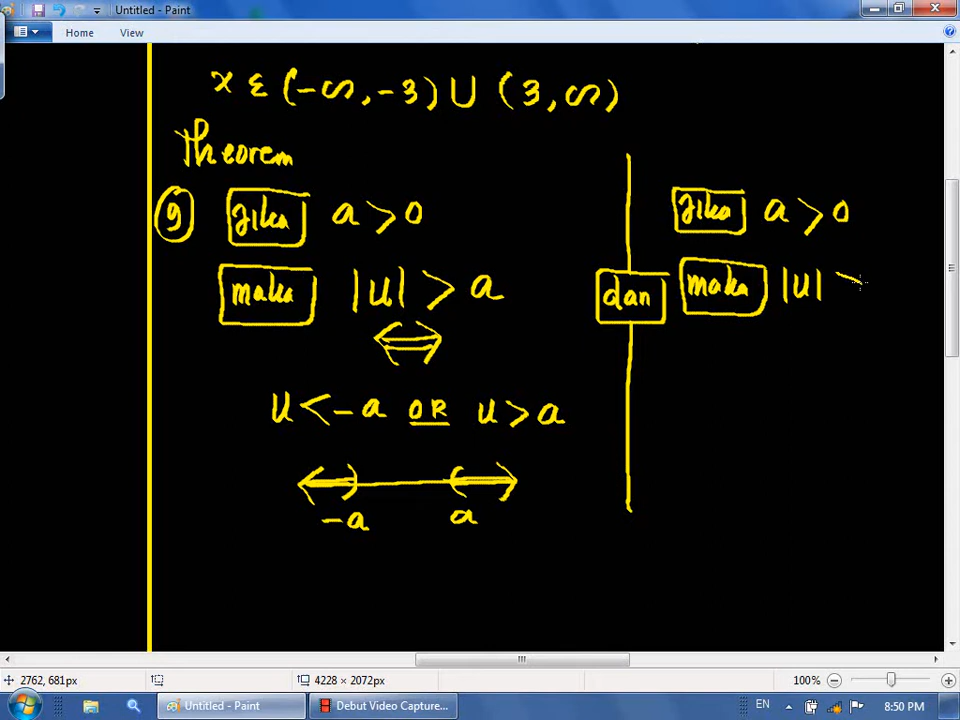 Untitled - Paint
Home View
x ε (-∞, -3) ∪ (3, ∞)
Theorem
9 Jika a > 0
maka |u| > a
⟺
u < -a OR u > a
-a a
dan
Jika a > 0
maka |u|
2762, 681px 4228 × 2072px 100%
Untitled - Paint Debut Video Capture... EN 8:50 PM